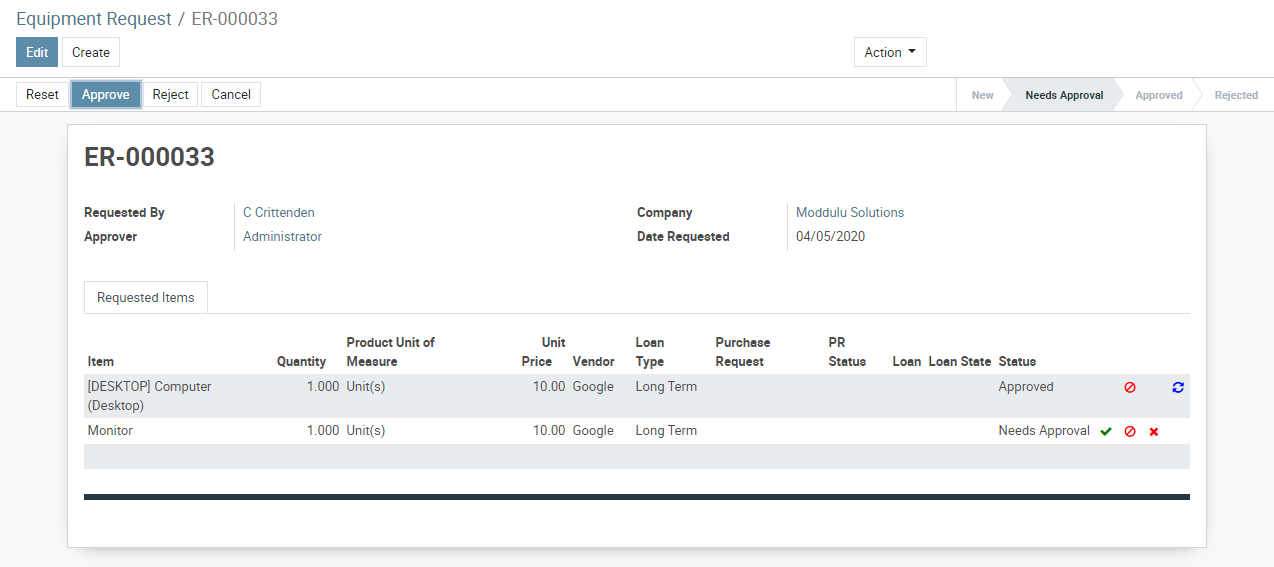 Equipment Request / ER-000033
Edit Create Action
Reset Approve Reject Cancel New Needs Approval Approved Rejected
ER-000033
Requested By C Crittenden Company Moddulu Solutions
Approver Administrator Date Requested 04/05/2020
Requested Items
Product Unit of Unit Loan Purchase PR
Item Quantity Measure Price Vendor Type Request Status Loan Loan State Status
[DESKTOP] Computer 1.000 Unit(s) 10.00 Google Long Term Approved
(Desktop)
Monitor 1.000 Unit(s) 10.00 Google Long Term Needs Approval